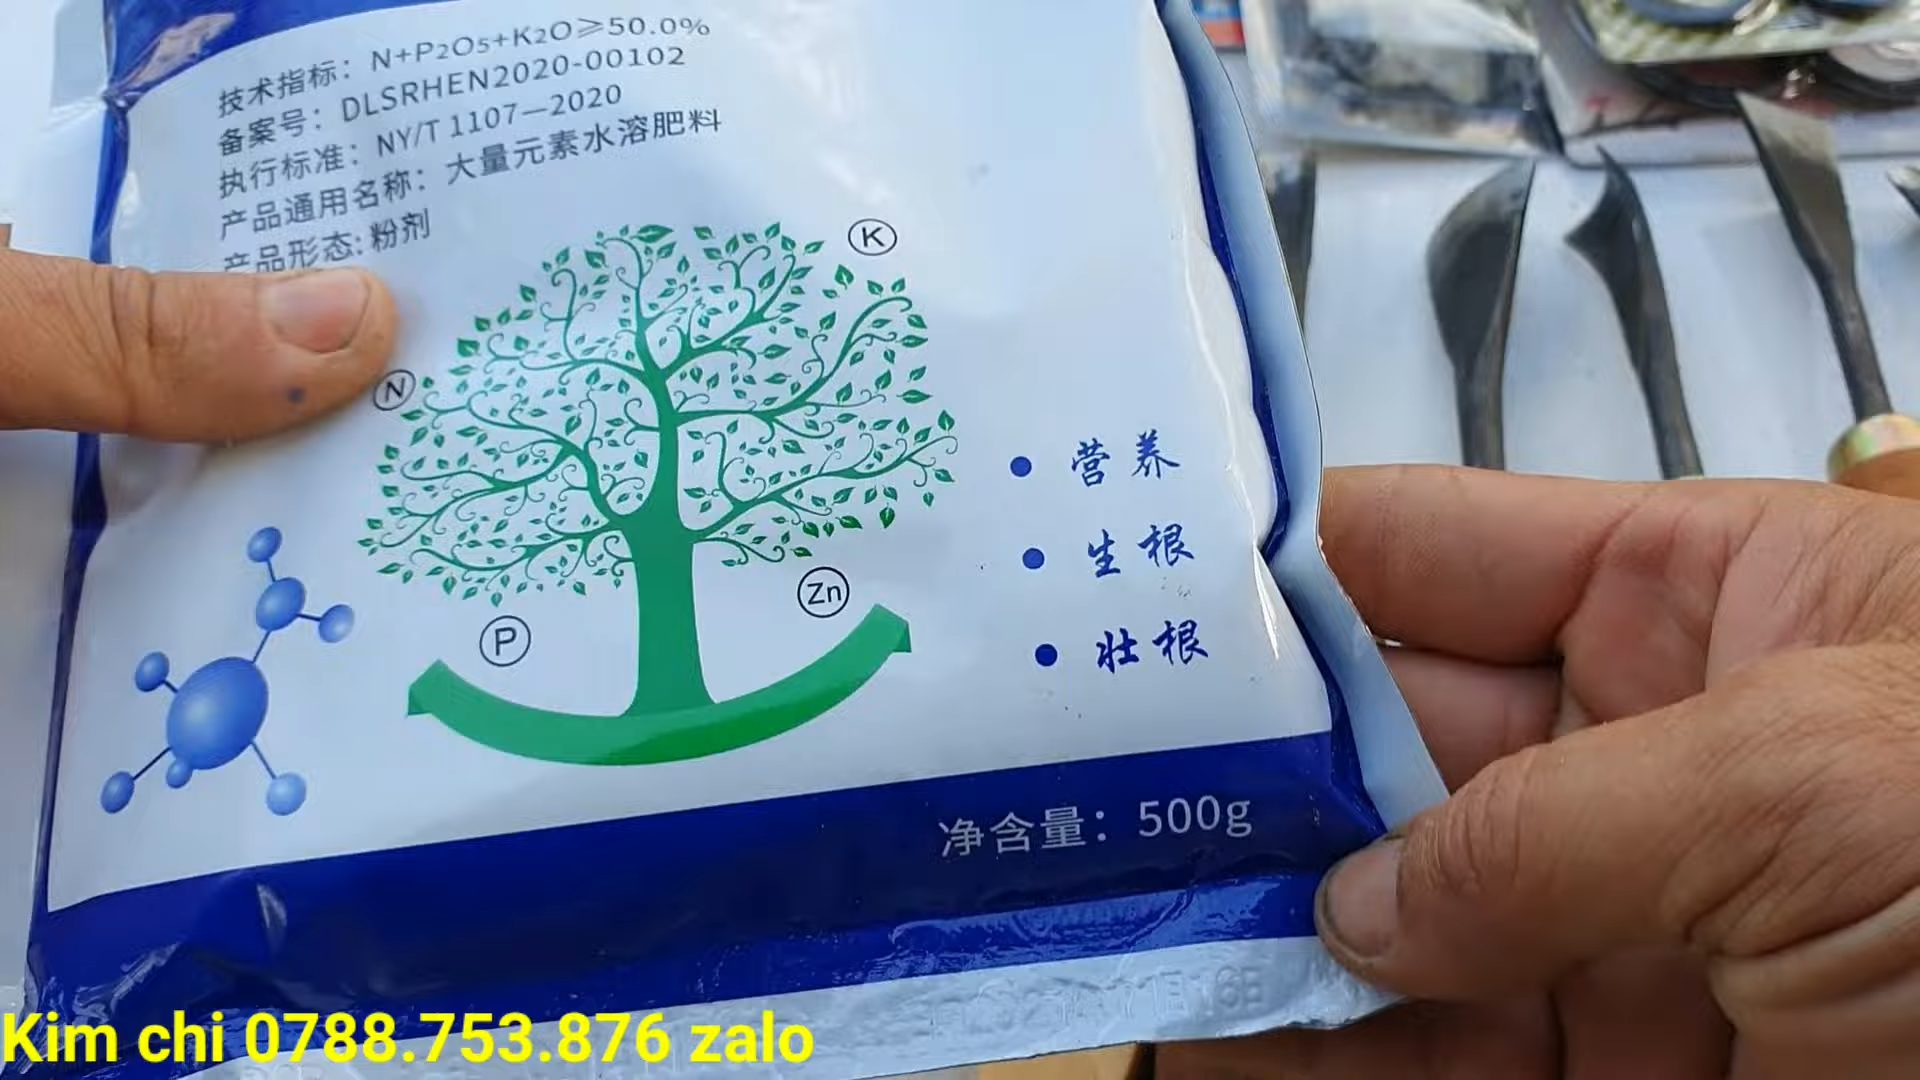 技术指标：N+P₂O₅+K₂O≥50.0%
备案号：DLSRHEN2020-00102
执行标准：NY/T 1107—2020
产品通用名称：大量元素水溶肥料
产品形态：粉剂
K
N
Zn
P
● 营养
● 生根
● 壮根
净含量：500g
Kim chi 0788.753.876 zalo